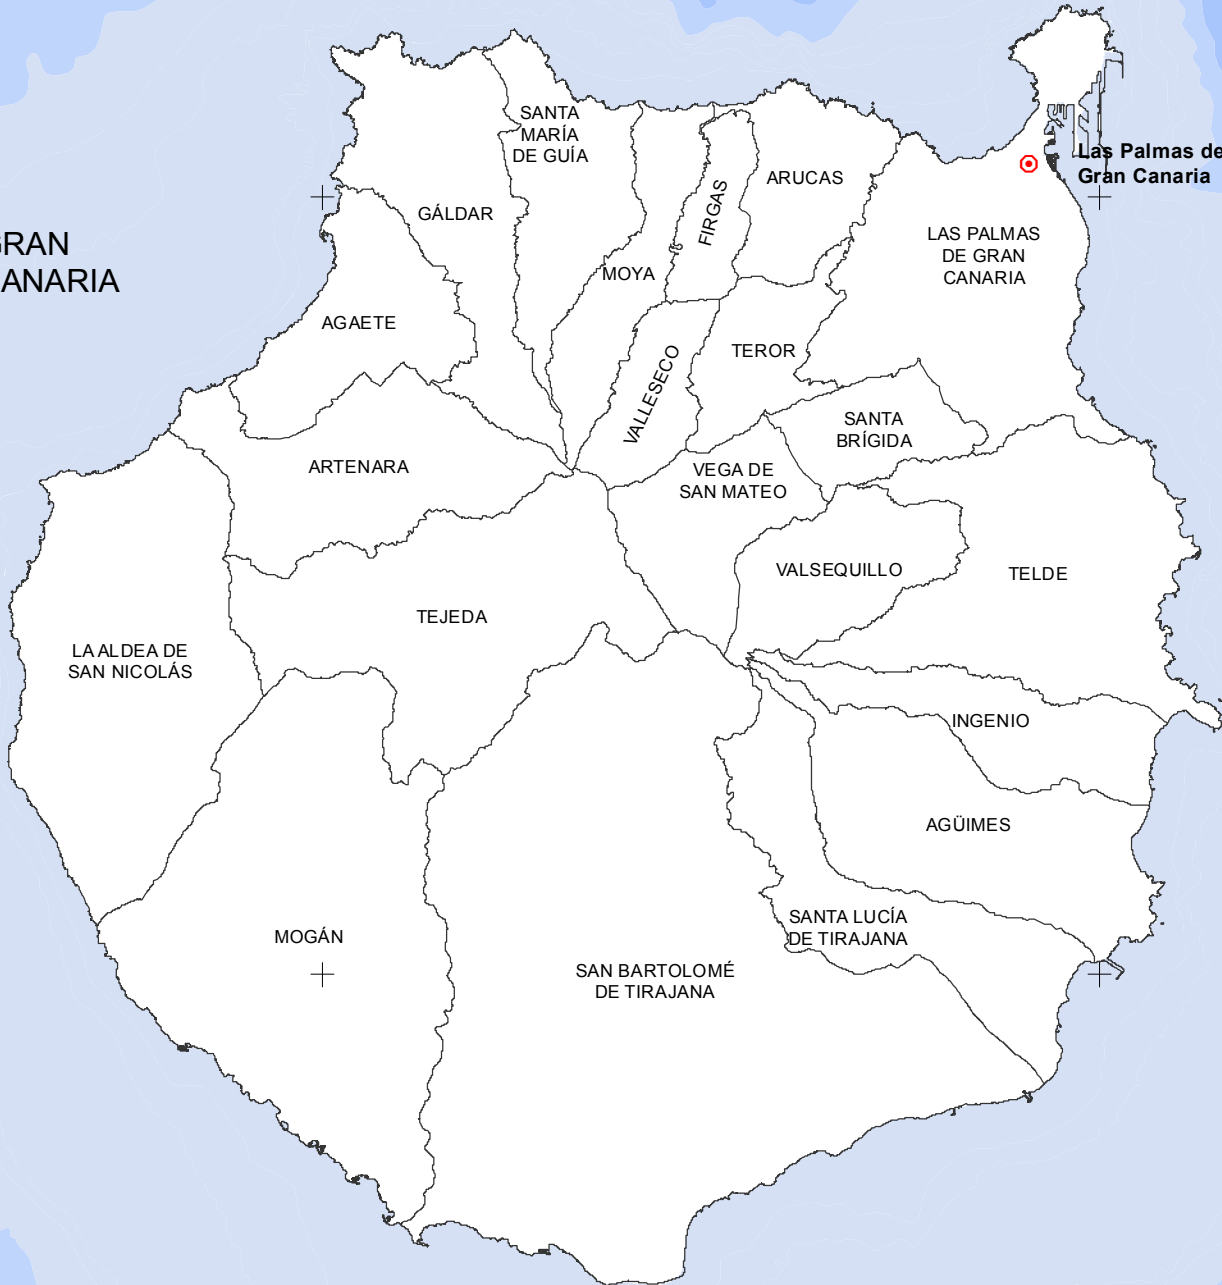 SANTA
MARÍA
DE GUÍA
Las Palmas de
Gran Canaria
ARUCAS
FIRGAS
GÁLDAR
LAS PALMAS
DE GRAN
CANARIA
GRAN
CANARIA
MOYA
AGAETE
TEROR
VALLESECO
SANTA
BRÍGIDA
ARTENARA
VEGA DE
SAN MATEO
VALSEQUILLO
TELDE
TEJEDA
LA ALDEA DE
SAN NICOLÁS
INGENIO
AGÜIMES
SANTA LUCÍA
DE TIRAJANA
MOGÁN
SAN BARTOLOMÉ
DE TIRAJANA